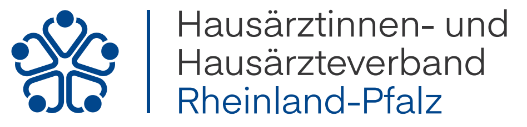 Hausärztinnen- und
Hausärzteverband
Rheinland-Pfalz